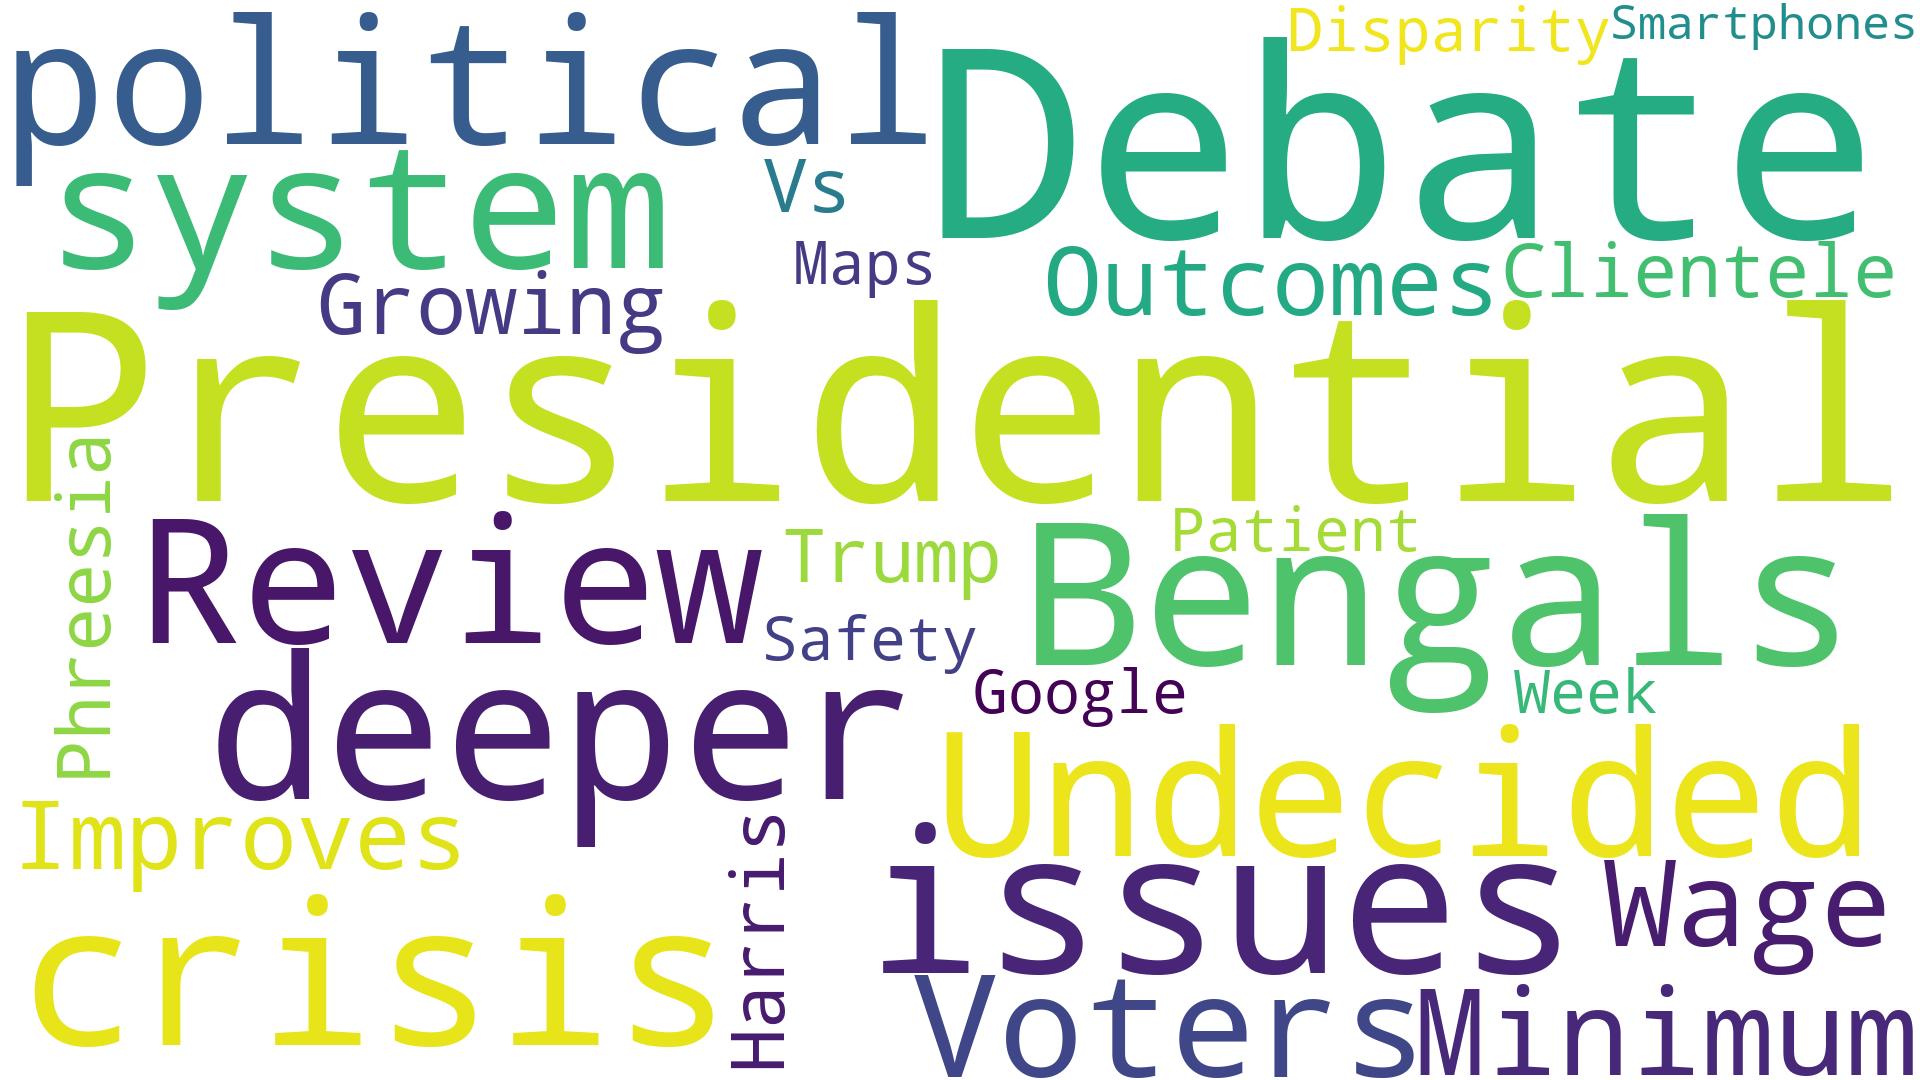 political
Debate
Disparity
Smartphones
system
Vs
Maps
Growing
Outcomes
Clientele
Presidential
Phreesia
Review
Trump
Bengals
Patient
Safety
deeper
Google
Week
Undecided
Improves
Harris
issues
Wage
crisis
Voters
Minimum